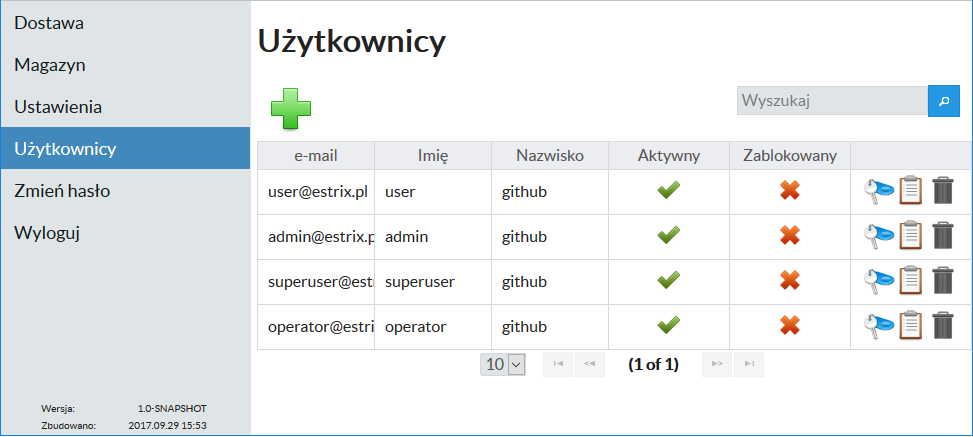 Dostawa
Magazyn
Ustawienia
Użytkownicy
Zmień hasło
Wyloguj
Wersja: 1.0-SNAPSHOT
Zbudowano: 2017.09.29 15:53
Użytkownicy
Wyszukaj
e-mail Imię Nazwisko Aktywny Zablokowany
user@estrix.pl user github
admin@estrix.p admin github
superuser@est superuser github
operator@estri operator github
10 (1 of 1)